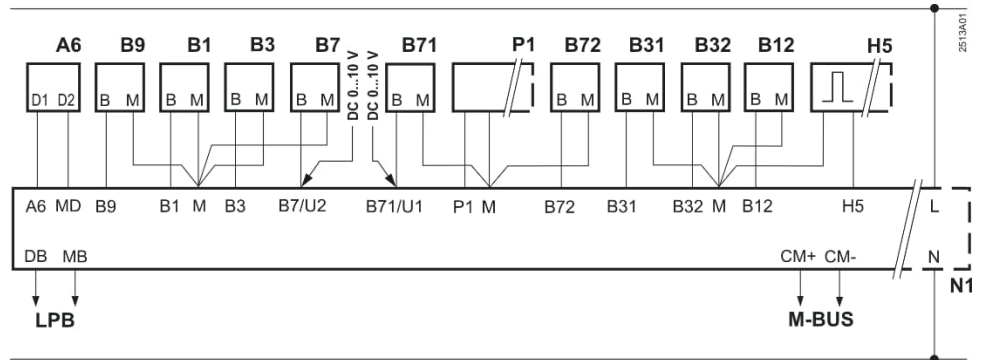 A6 B9 B1 B3 B7 DC 0...10 V DC 0...10 V B71 P1 B72 B31 B32 B12 H5 2513A01
D1 D2 B M B M B M B M B M B M B M B M B M
A6 MD B9 B1 M B3 B7/U2 B71/U1 P1 M B72 B31 B32 M B12 H5 L
DB MB CM+ CM- N
N1
LPB M-BUS